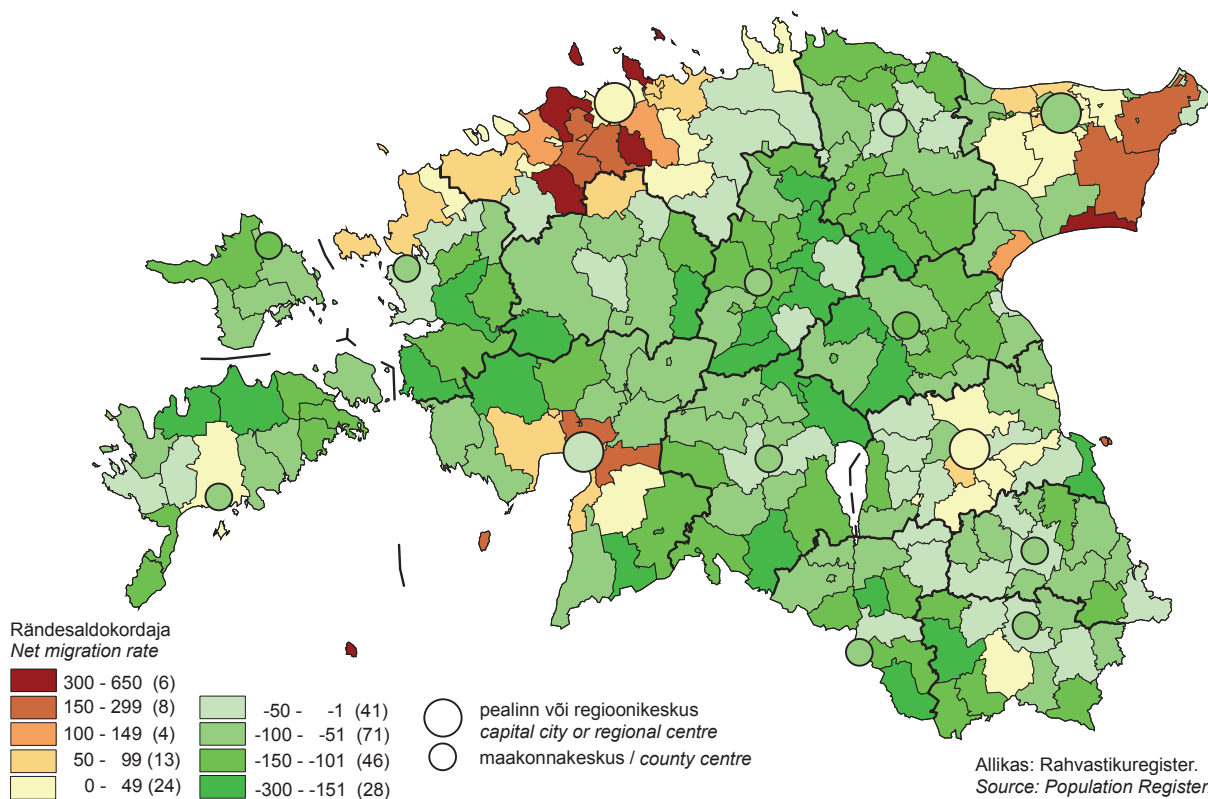 Rändesaldokordaja
Net migration rate
300 - 650 (6)
150 - 299 (8)
100 - 149 (4)
50 - 99 (13)
0 - 49 (24)
-50 - -1 (41)
-100 - -51 (71)
-150 - -101 (46)
-300 - -151 (28)
pealinn või regioonikeskus
capital city or regional centre
maakonnakeskus / county centre
Allikas: Rahvastikuregister.
Source: Population Register.